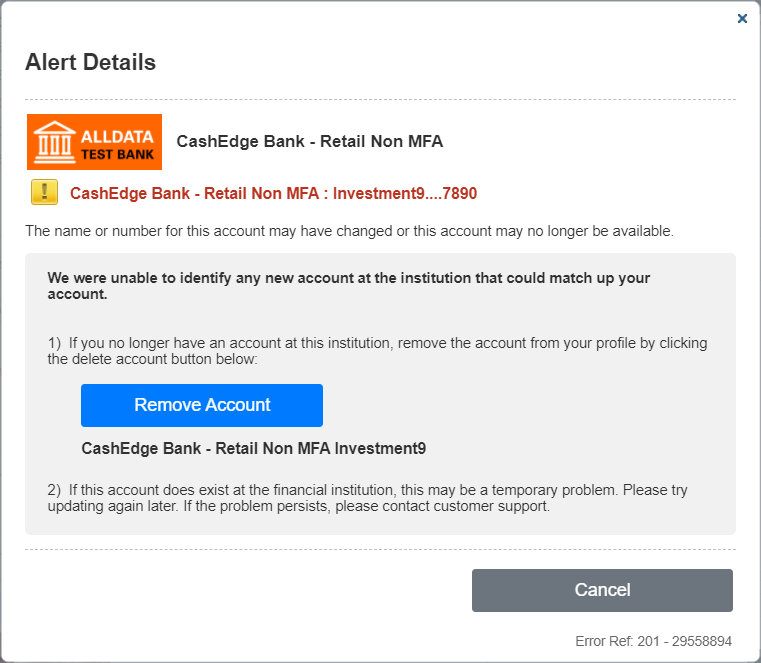 Alert Details
ALLDATA
TEST BANK
CashEdge Bank - Retail Non MFA
CashEdge Bank - Retail Non MFA : Investment9....7890
The name or number for this account may have changed or this account may no longer be available.
We were unable to identify any new account at the institution that could match up your
account.
1) If you no longer have an account at this institution, remove the account from your profile by clicking
the delete account button below:
Remove Account
CashEdge Bank - Retail Non MFA Investment9
2) If this account does exist at the financial institution, this may be a temporary problem. Please try
updating again later. If the problem persists, please contact customer support.
Cancel
Error Ref: 201 - 29558894